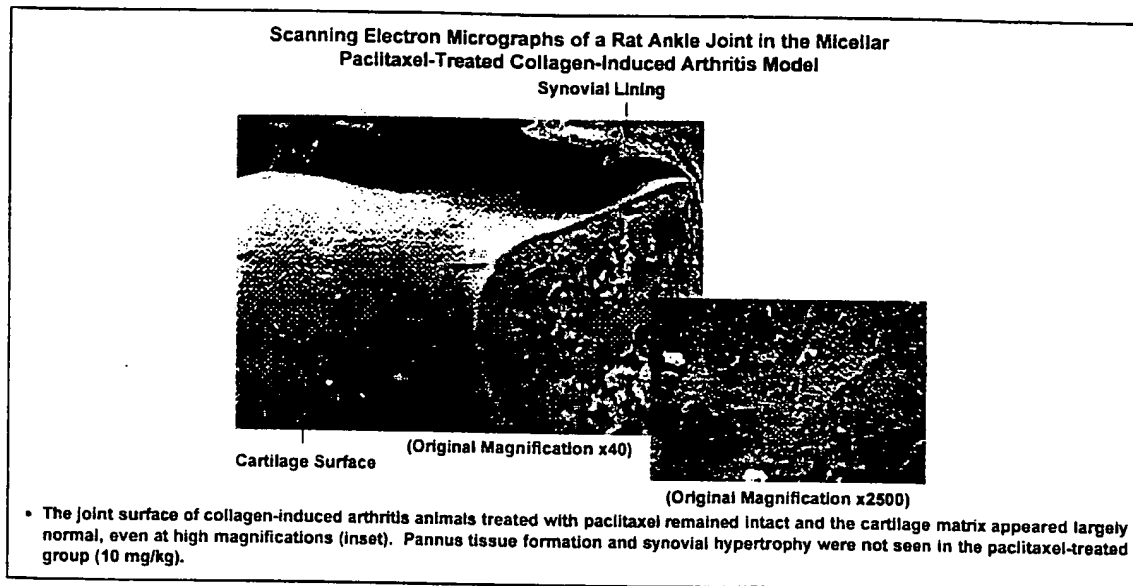 Scanning Electron Micrographs of a Rat Ankle Joint in the Micellar
Paclitaxel-Treated Collagen-Induced Arthritis Model
Synovial Lining
Cartilage Surface
(Original Magnification x40)
(Original Magnification x2500)
• The joint surface of collagen-induced arthritis animals treated with paclitaxel remained intact and the cartilage matrix appeared largely
normal, even at high magnifications (inset). Pannus tissue formation and synovial hypertrophy were not seen in the paclitaxel-treated
group (10 mg/kg).